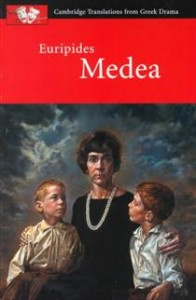 Cambridge Translations from Greek Drama
Euripides
Medea